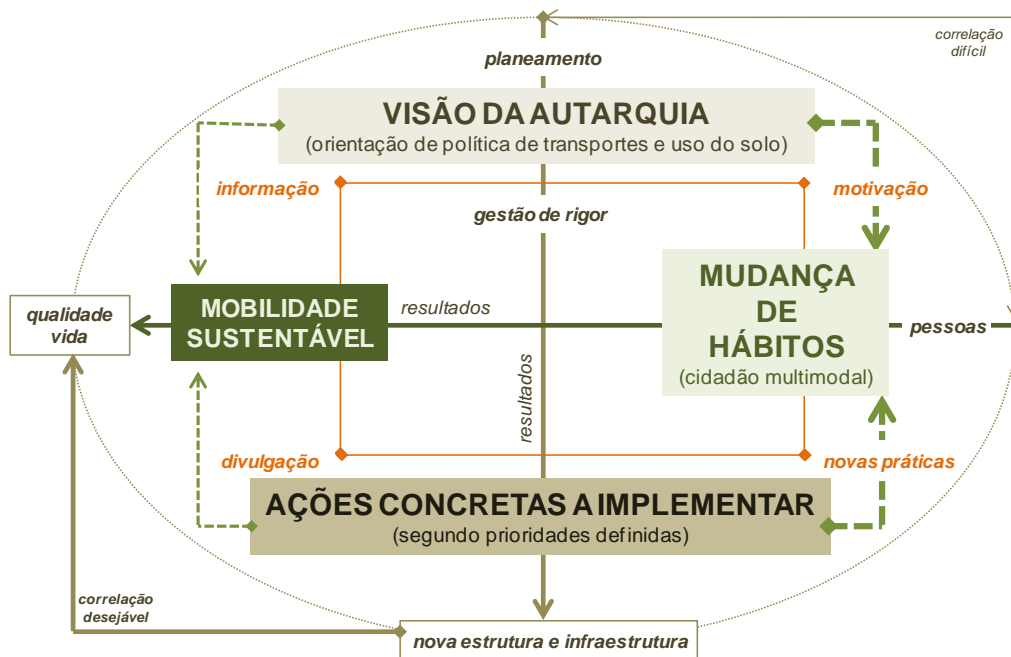 correlação
difícil
planeamento
VISÃO DA AUTARQUIA
(orientação de política de transportes e uso do solo)
informação
motivação
gestão de rigor
MUDANÇA
DE
HÁBITOS
(cidadão multimodal)
MOBILIDADE
SUSTENTÁVEL
resultados
qualidade
vida
pessoas
resultados
divulgação
novas práticas
AÇÕES CONCRETAS A IMPLEMENTAR
(segundo prioridades definidas)
correlação
desejável
nova estrutura e infraestrutura